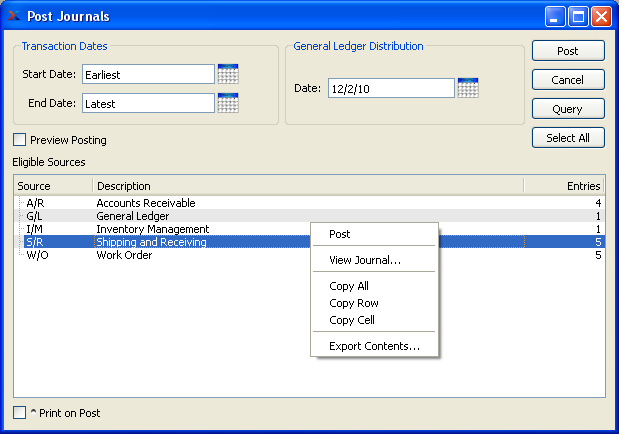 Post Journals
Transaction Dates
Start Date: Earliest
End Date: Latest
General Ledger Distribution
Date: 12/2/10
Post
Cancel
Query
Select All
Preview Posting
Eligible Sources
Source Description Entries
A/R Accounts Receivable 4
G/L General Ledger 1
I/M Inventory Management 1
S/R Shipping and Receiving 5
W/O Work Order 5
Post
View Journal...
Copy All
Copy Row
Copy Cell
Export Contents...
^ Print on Post